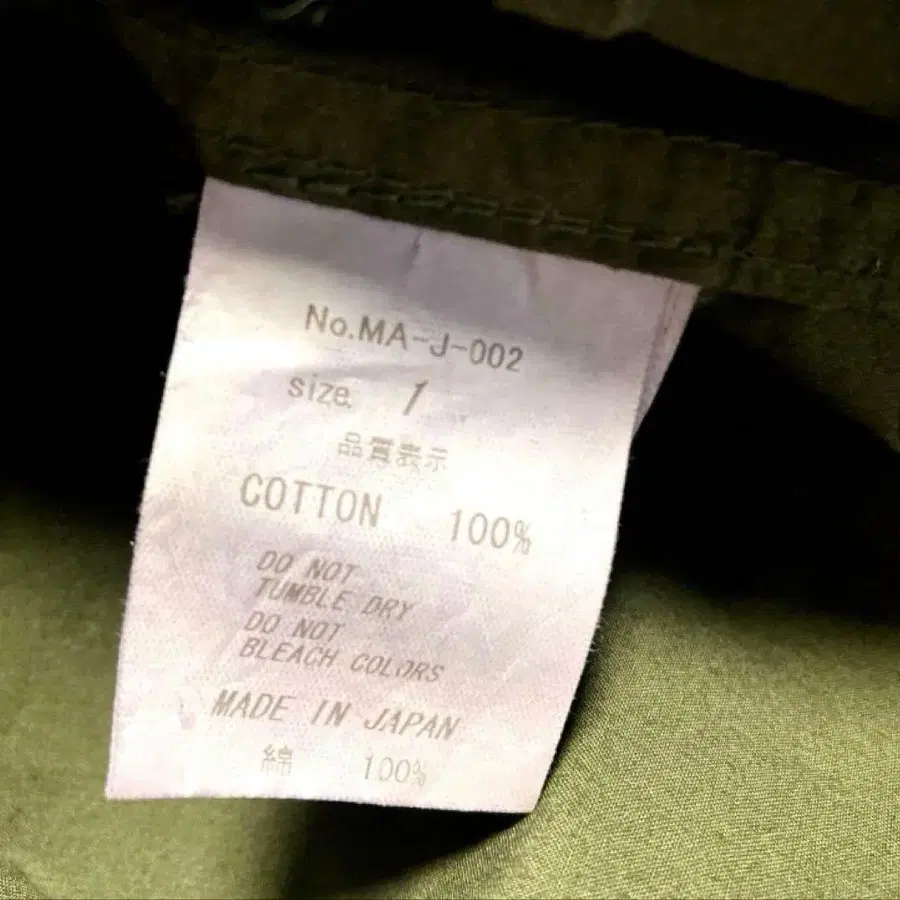 No.MA-J-002
size. 1
品質表示
COTTON 100%
DO NOT
TUMBLE DRY
DO NOT
BLEACH COLORS
MADE IN JAPAN
綿 100%